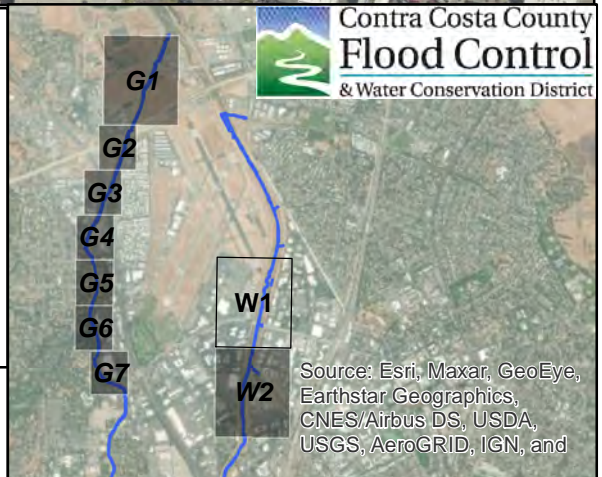 Contra Costa County
Flood Control
& Water Conservation District
G1
G2
G3
G4
G5
G6
G7
W1
W2
Source: Esri, Maxar, GeoEye,
Earthstar Geographics,
CNES/Airbus DS, USDA,
USGS, AeroGRID, IGN, and